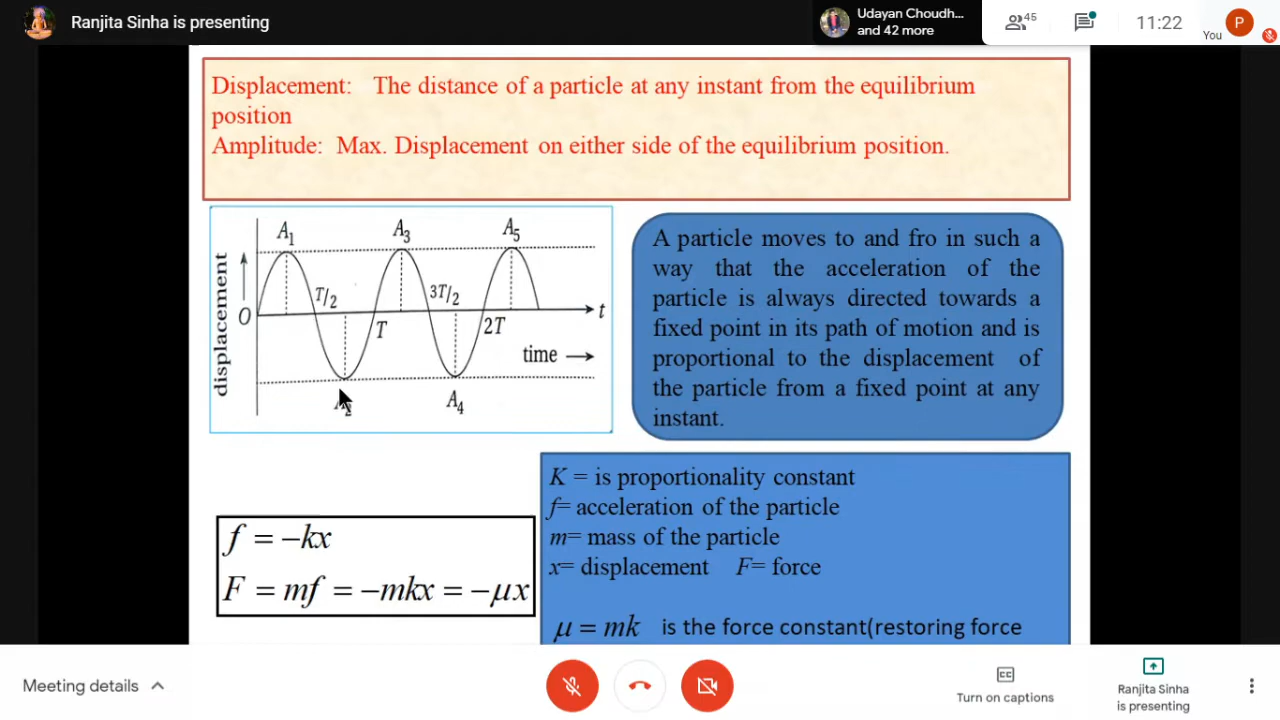 Ranjita Sinha is presenting
Udayan Choudh...
and 42 more
45
11:22
You
P
Displacement: The distance of a particle at any instant from the equilibrium
position
Amplitude: Max. Displacement on either side of the equilibrium position.
A1
A3
A5
displacement
T/2
3T/2
O
T
2T
t
time
A2
A4
A particle moves to and fro in such a
way that the acceleration of the
particle is always directed towards a
fixed point in its path of motion and is
proportional to the displacement of
the particle from a fixed point at any
instant.
f = -kx
F = mf = -mkx = -μx
K = is proportionality constant
f= acceleration of the particle
m= mass of the particle
x= displacement F= force
μ = mk is the force constant(restoring force
Meeting details
CC
Turn on captions
Ranjita Sinha
is presenting